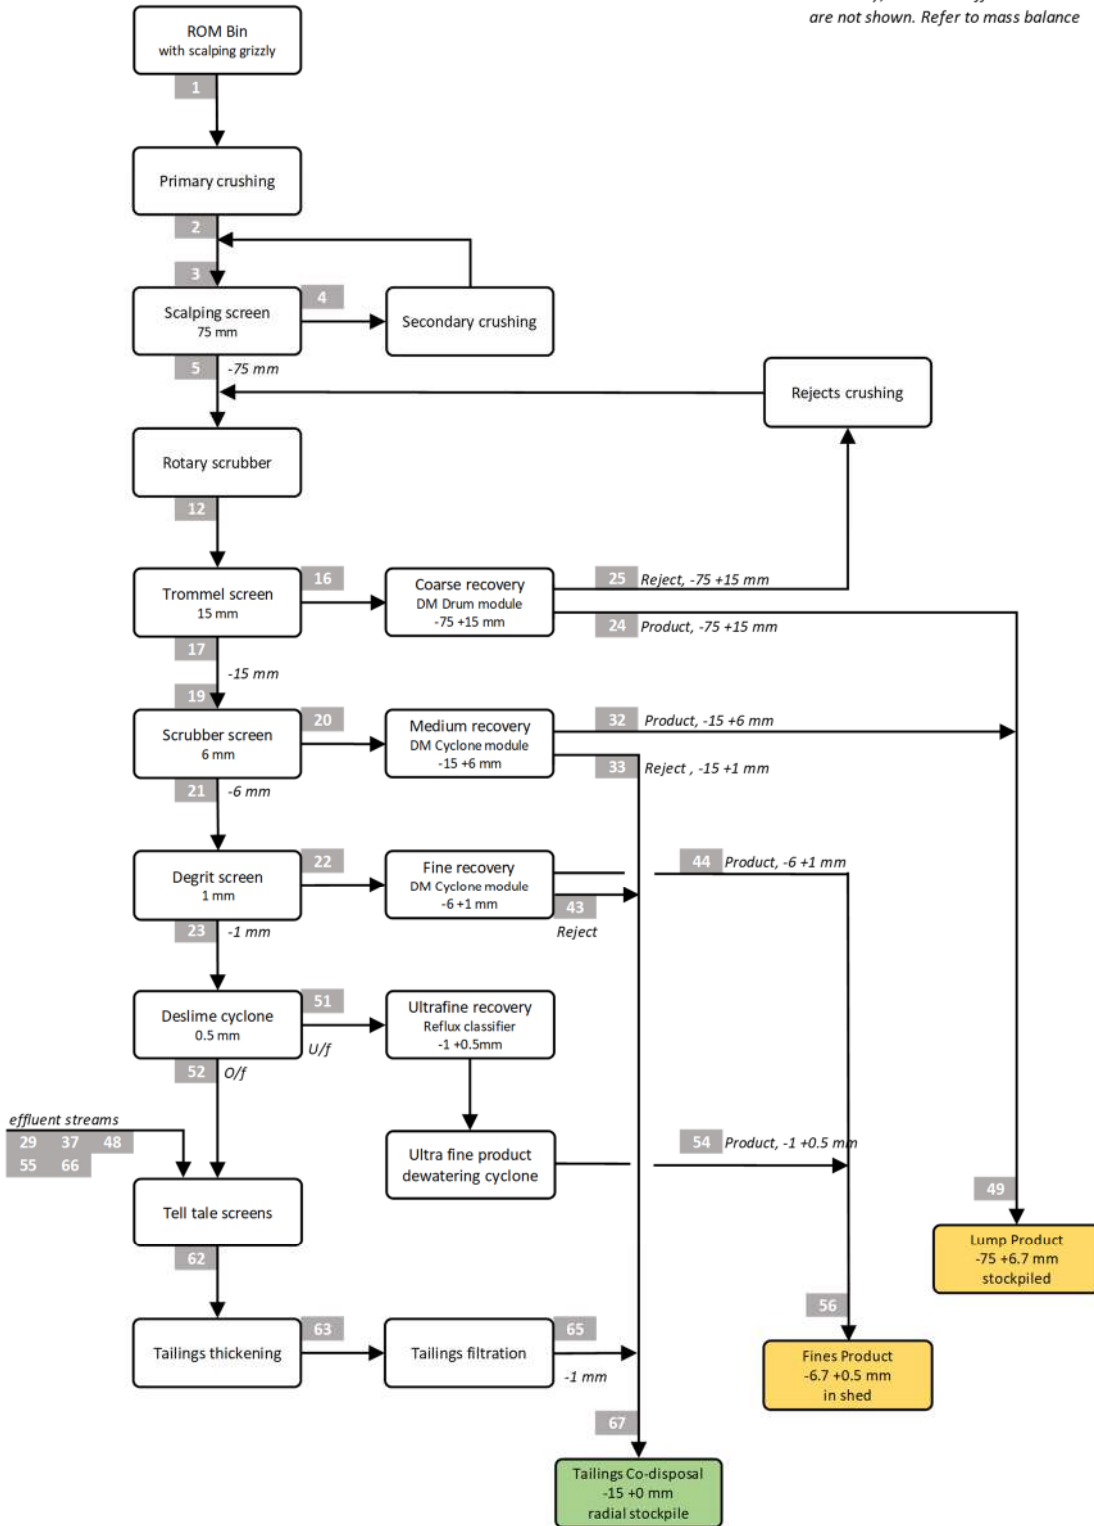 are not shown. Refer to mass balance
ROM Bin
with scalping grizzly
1
Primary crushing
2
3
4
Scalping screen
75 mm
Secondary crushing
5
-75 mm
Rejects crushing
Rotary scrubber
12
16
Trommel screen
15 mm
Coarse recovery
DM Drum module
-75 +15 mm
25
Reject, -75 +15 mm
24
Product, -75 +15 mm
17
-15 mm
19
20
Scrubber screen
6 mm
Medium recovery
DM Cyclone module
-15 +6 mm
32
Product, -15 +6 mm
33
Reject , -15 +1 mm
21
-6 mm
22
Degrit screen
1 mm
Fine recovery
DM Cyclone module
-6 +1 mm
44
Product, -6 +1 mm
43
Reject
23
-1 mm
51
Deslime cyclone
0.5 mm
U/f
Ultrafine recovery
Reflux classifier
-1 +0.5mm
52
O/f
effluent streams
29 37 48
55 66
Ultra fine product
dewatering cyclone
54
Product, -1 +0.5 mm
Tell tale screens
49
Lump Product
-75 +6.7 mm
stockpiled
62
63
Tailings thickening
Tailings filtration
65
-1 mm
56
Fines Product
-6.7 +0.5 mm
in shed
67
Tailings Co-disposal
-15 +0 mm
radial stockpile